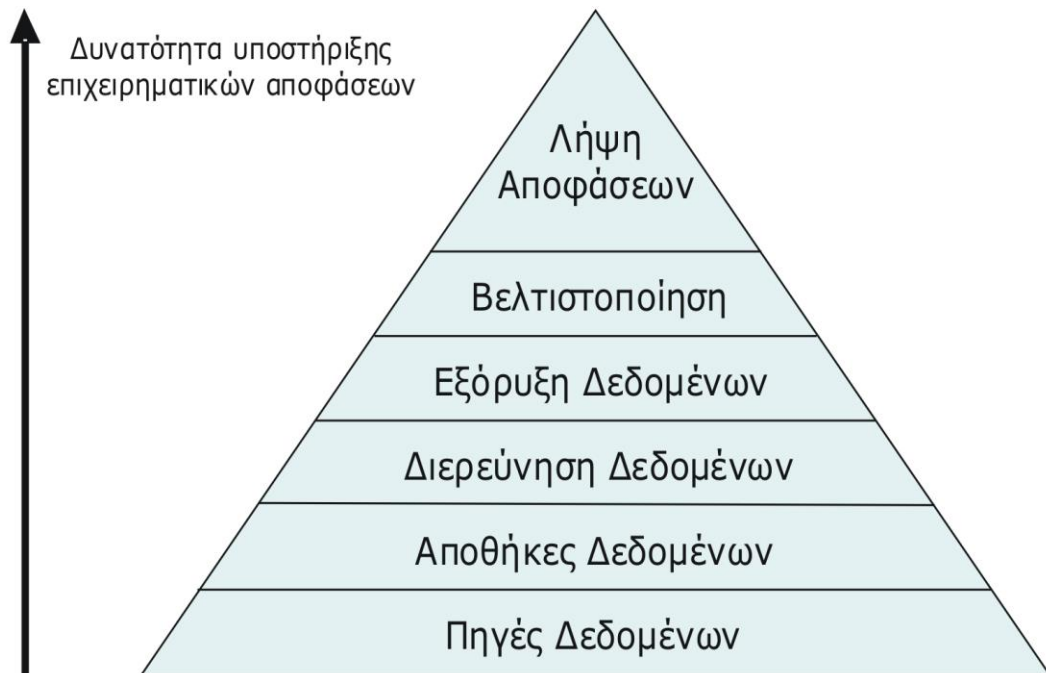 Δυνατότητα υποστήριξης
επιχειρηματικών αποφάσεων
Λήψη
Αποφάσεων
Βελτιστοποίηση
Εξόρυξη Δεδομένων
Διερεύνηση Δεδομένων
Αποθήκες Δεδομένων
Πηγές Δεδομένων